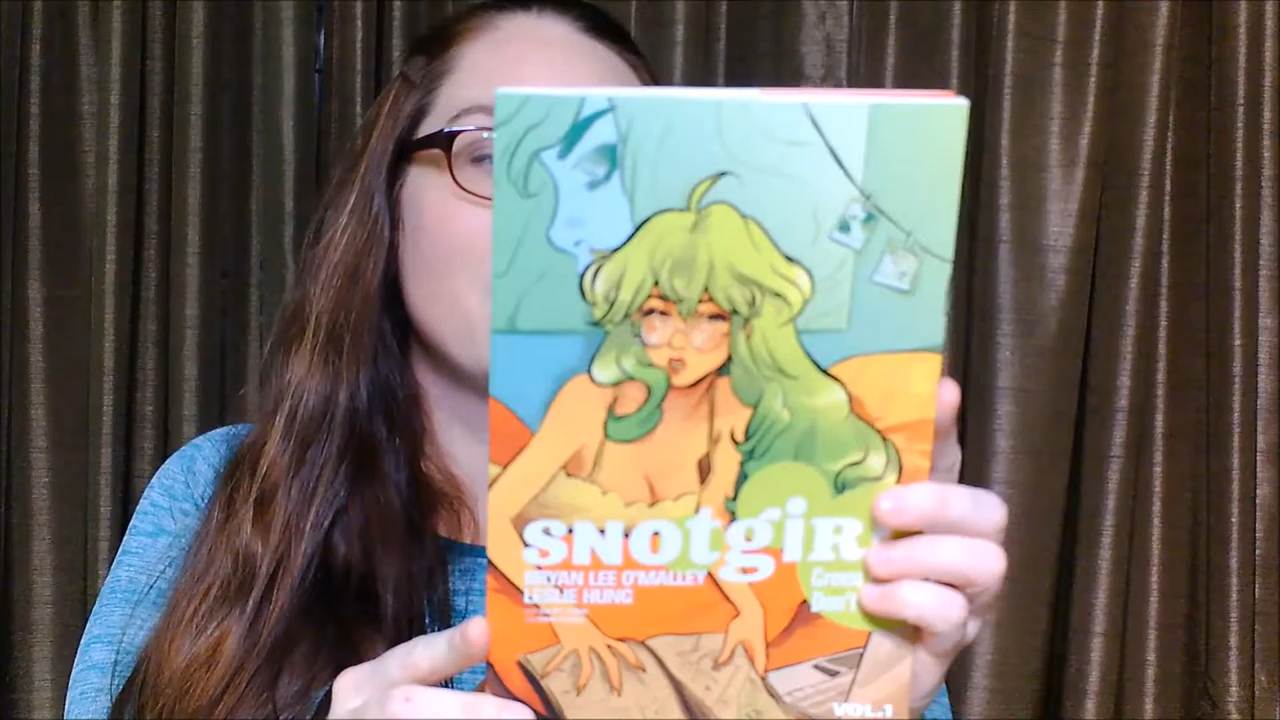 SNOtgiR
Green
Don't
BRYAN LEE O'MALLEY
LESLIE HUNG
VOL.1